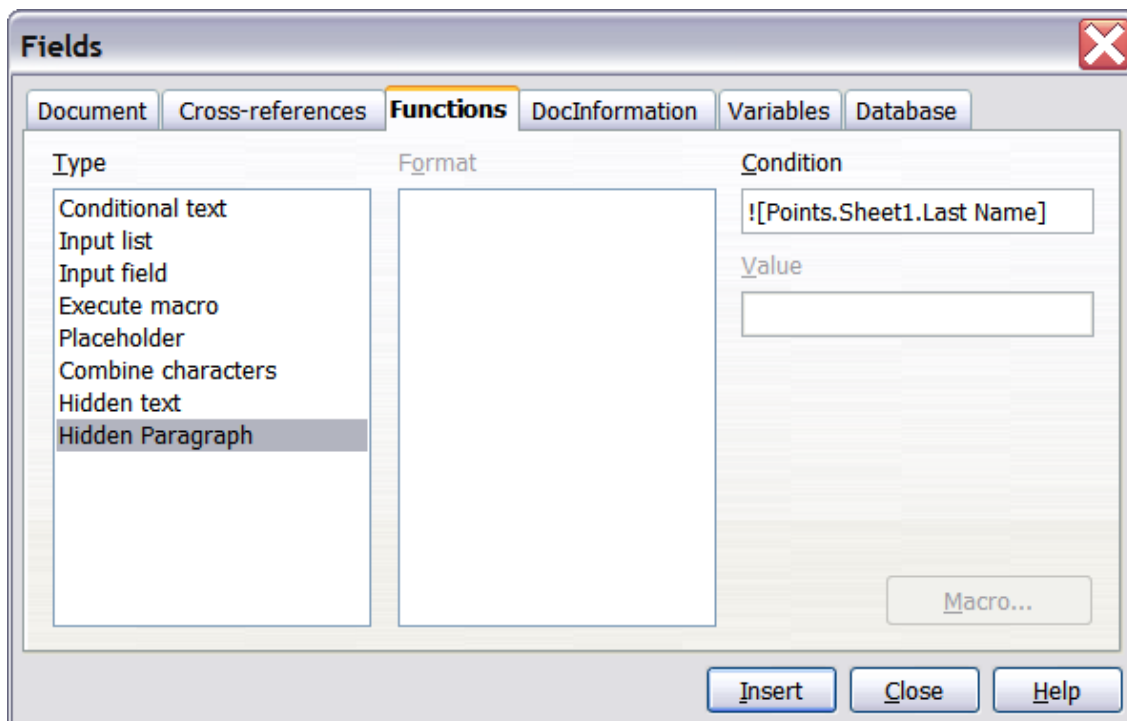 Fields
Document Cross-references Functions DocInformation Variables Database
Type Format Condition
Conditional text ![Points.Sheet1.Last Name]
Input list
Input field Value
Execute macro
Placeholder
Combine characters
Hidden text
Hidden Paragraph
Macro...
Insert Close Help